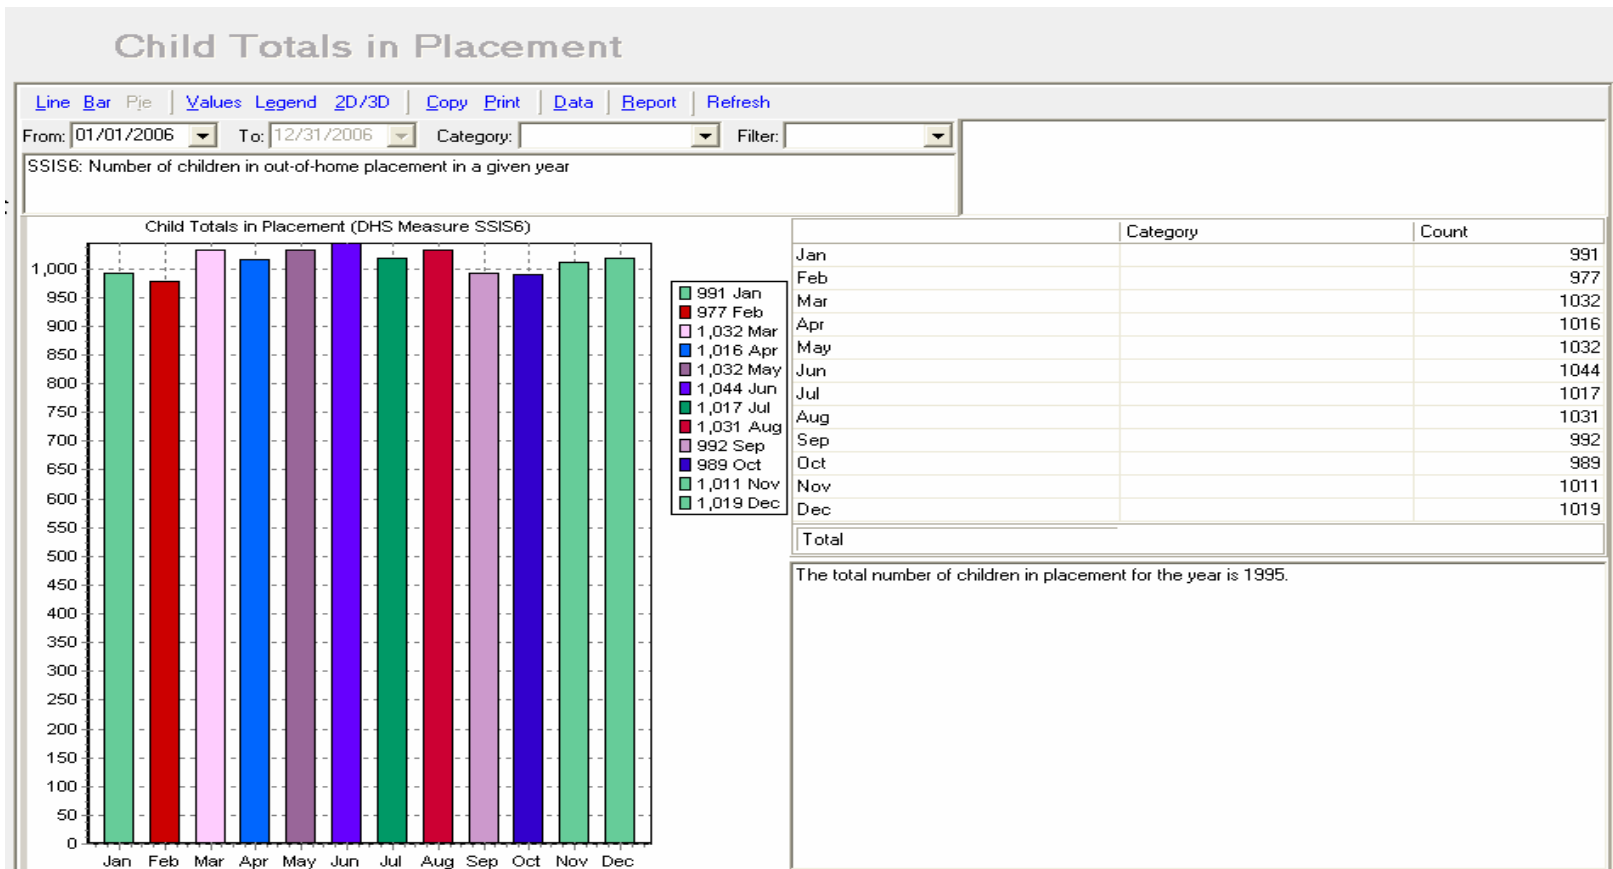 Child Totals in Placement
Line Bar Pie Values Legend 2D/3D Copy Print Data Report Refresh
From: 01/01/2006 To: 12/31/2006 Category: Filter:
SSIS6: Number of children in out-of-home placement in a given year
Child Totals in Placement (DHS Measure SSIS6)
1,000
950
900
850
800
750
700
650
600
550
500
450
400
350
300
250
200
150
100
50
0
Jan Feb Mar Apr May Jun Jul Aug Sep Oct Nov Dec
991 Jan
977 Feb
1,032 Mar
1,016 Apr
1,032 May
1,044 Jun
1,017 Jul
1,031 Aug
992 Sep
989 Oct
1,011 Nov
1,019 Dec
Category Count
Jan 991
Feb 977
Mar 1032
Apr 1016
May 1032
Jun 1044
Jul 1017
Aug 1031
Sep 992
Oct 989
Nov 1011
Dec 1019
Total
The total number of children in placement for the year is 1995.